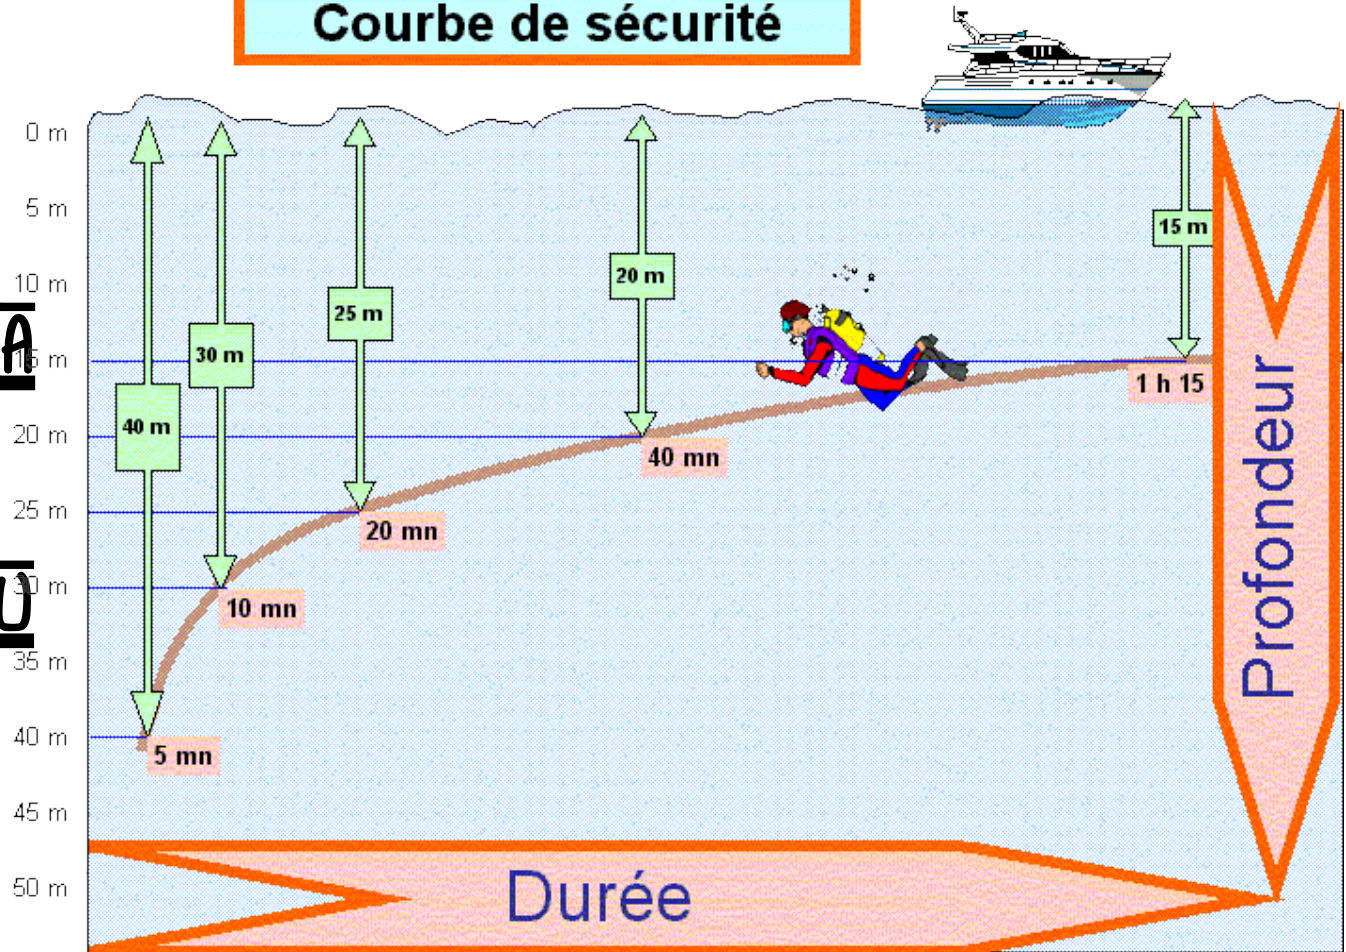 Courbe de sécurité
0 m
5 m
10 m
15 m
20 m
25 m
30 m
35 m
40 m
45 m
50 m
A
U
40 m
30 m
25 m
20 m
15 m
5 mn
10 mn
20 mn
40 mn
1 h 15
Profondeur
Durée